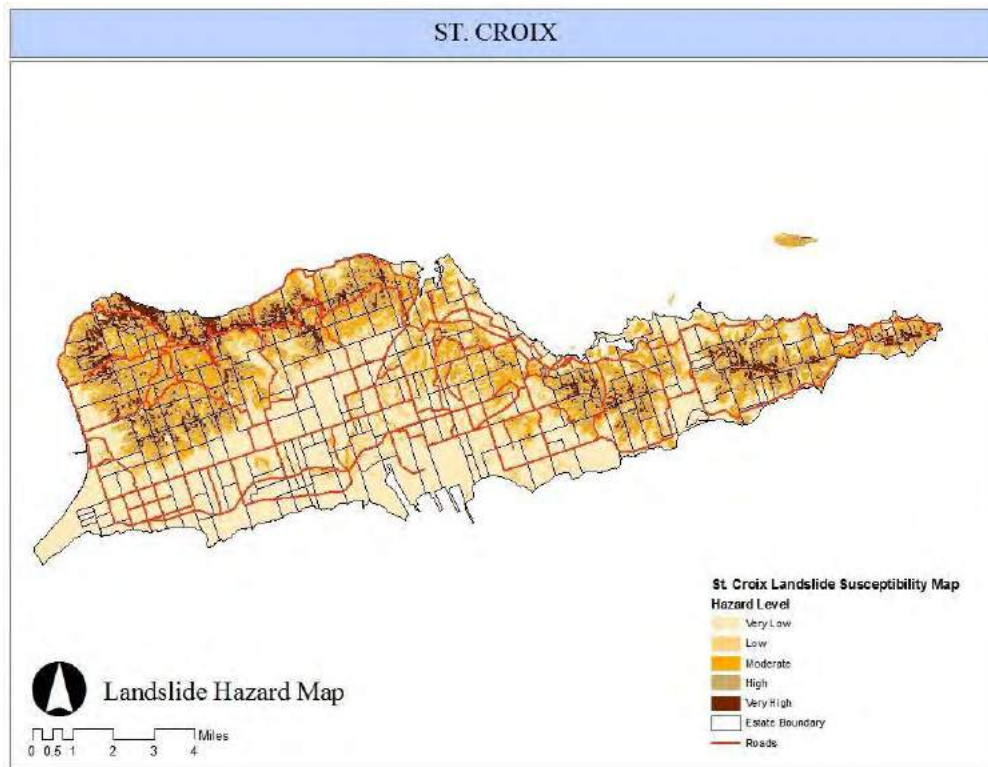 ST. CROIX
St. Croix Landslide Susceptibility Map
Hazard Level
Very Low
Low
Moderate
High
Very High
Estate Boundary
Roads
Landslide Hazard Map
Miles
0 0.5 1 2 3 4